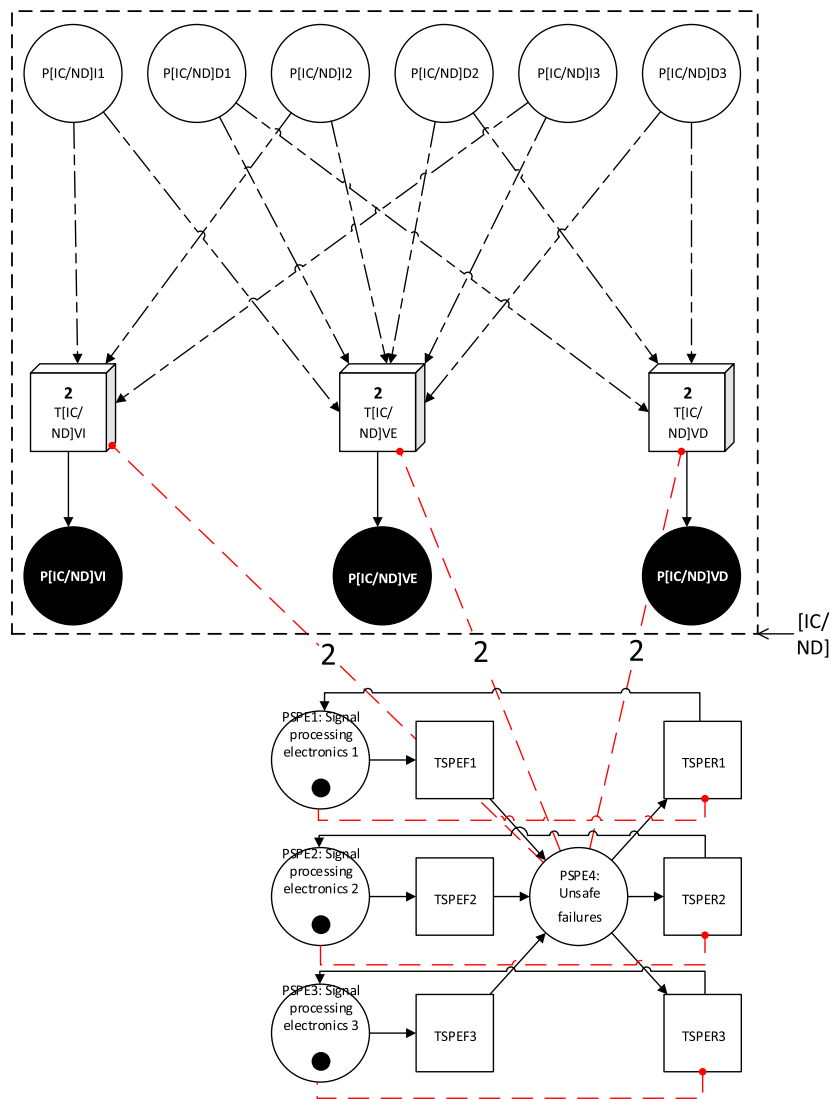 P[IC/ND]I1
P[IC/ND]D1
P[IC/ND]I2
P[IC/ND]D2
P[IC/ND]I3
P[IC/ND]D3
2
T[IC/
ND]VI
2
T[IC/
ND]VE
2
T[IC/
ND]VD
P[IC/ND]VI
P[IC/ND]VE
P[IC/ND]VD
[IC/
ND]
2
2
2
PSPE1: Signal
processing
electronics 1
TSPEF1
TSPER1
PSPE2: Signal
processing
electronics 2
TSPEF2
PSPE4:
Unsafe
failures
TSPER2
PSPE3: Signal
processing
electronics 3
TSPEF3
TSPER3